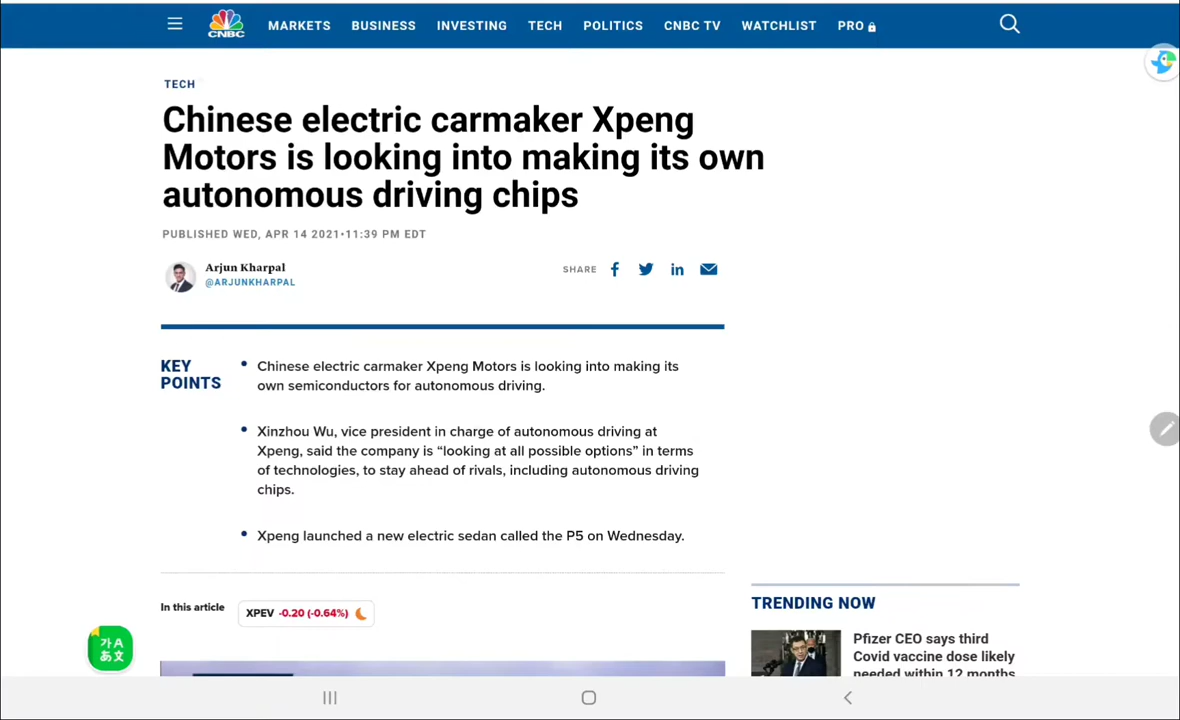 CNBC
MARKETS BUSINESS INVESTING TECH POLITICS CNBC TV WATCHLIST PRO
TECH
Chinese electric carmaker Xpeng
Motors is looking into making its own
autonomous driving chips
PUBLISHED WED, APR 14 2021•11:39 PM EDT
Arjun Kharpal
@ARJUNKHARPAL
SHARE
KEY
POINTS
• Chinese electric carmaker Xpeng Motors is looking into making its
own semiconductors for autonomous driving.
• Xinzhou Wu, vice president in charge of autonomous driving at
Xpeng, said the company is “looking at all possible options” in terms
of technologies, to stay ahead of rivals, including autonomous driving
chips.
• Xpeng launched a new electric sedan called the P5 on Wednesday.
In this article
XPEV -0.20 (-0.64%)
TRENDING NOW
Pfizer CEO says third
Covid vaccine dose likely
needed within 12 months
가 A
あ 文